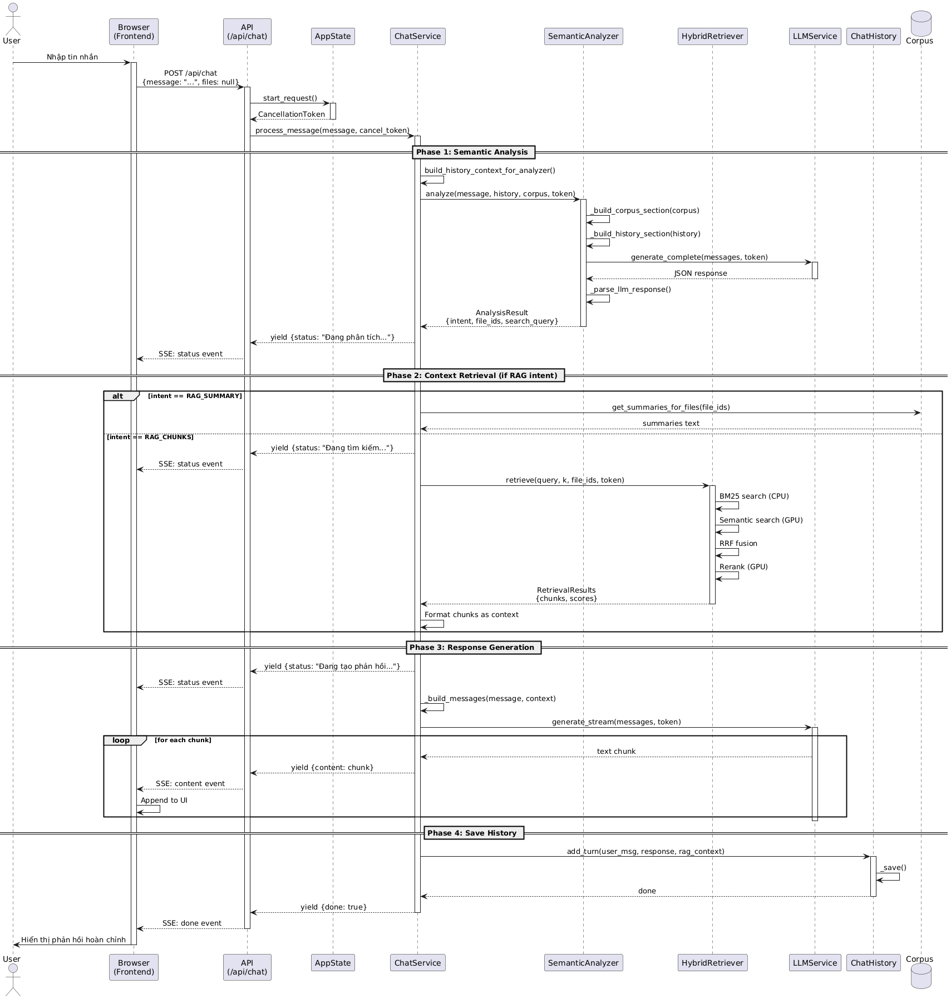 User
Browser
(Frontend)
API
(/api/chat)
AppState
ChatService
SemanticAnalyzer
HybridRetriever
LLMService
ChatHistory
Corpus
Nhập tin nhắn
POST /api/chat
{message: "...", files: null}
start_request()
CancellationToken
process_message(message, cancel_token)
Phase 1: Semantic Analysis
build_history_context_for_analyzer()
analyze(message, history, corpus, token)
_build_corpus_section(corpus)
_build_history_section(history)
generate_complete(messages, token)
JSON response
_parse_llm_response()
AnalysisResult
{intent, file_ids, search_query}
yield {status: "Đang phân tích..."}
SSE: status event
Phase 2: Context Retrieval (if RAG intent)
alt
[intent == RAG_SUMMARY]
get_summaries_for_files(file_ids)
summaries text
[intent == RAG_CHUNKS]
yield {status: "Đang tìm kiếm..."}
SSE: status event
retrieve(query, k, file_ids, token)
BM25 search (CPU)
Semantic search (GPU)
RRF fusion
Rerank (GPU)
RetrievalResults
{chunks, scores}
Format chunks as context
Phase 3: Response Generation
yield {status: "Đang tạo phản hồi..."}
SSE: status event
_build_messages(message, context)
generate_stream(messages, token)
loop
[for each chunk]
text chunk
yield {content: chunk}
SSE: content event
Append to UI
Phase 4: Save History
add_turn(user_msg, response, rag_context)
_save()
done
yield {done: true}
SSE: done event
Hiển thị phản hồi hoàn chỉnh
User
Browser
(Frontend)
API
(/api/chat)
AppState
ChatService
SemanticAnalyzer
HybridRetriever
LLMService
ChatHistory
Corpus